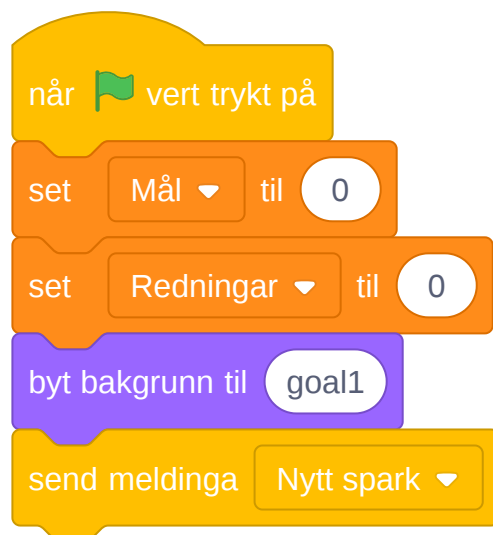 når vert trykt på
set Mål til 0
set Redningar til 0
byt bakgrunn til goal1
send meldinga Nytt spark